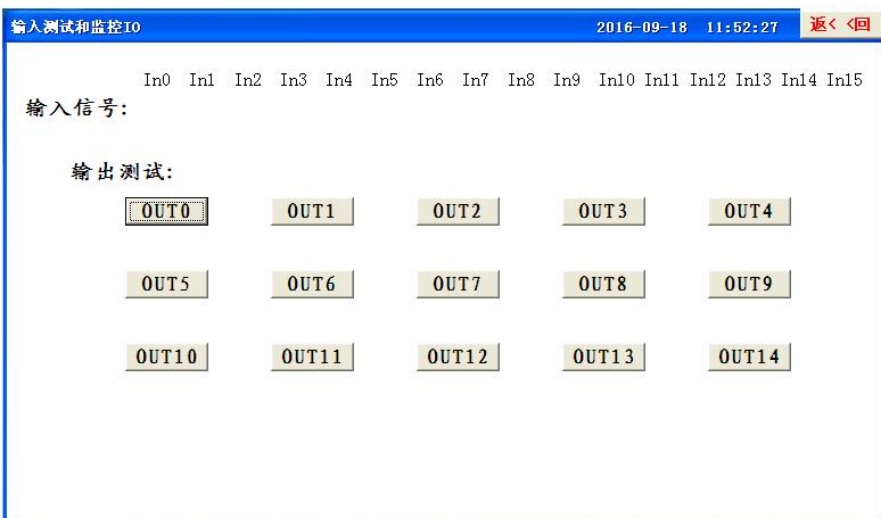 输入测试和监控IO 2016-09-18 11:52:27 返< <回
In0 In1 In2 In3 In4 In5 In6 In7 In8 In9 In10 In11 In12 In13 In14 In15
输入信号:
输出测试:
OUT0 OUT1 OUT2 OUT3 OUT4
OUT5 OUT6 OUT7 OUT8 OUT9
OUT10 OUT11 OUT12 OUT13 OUT14